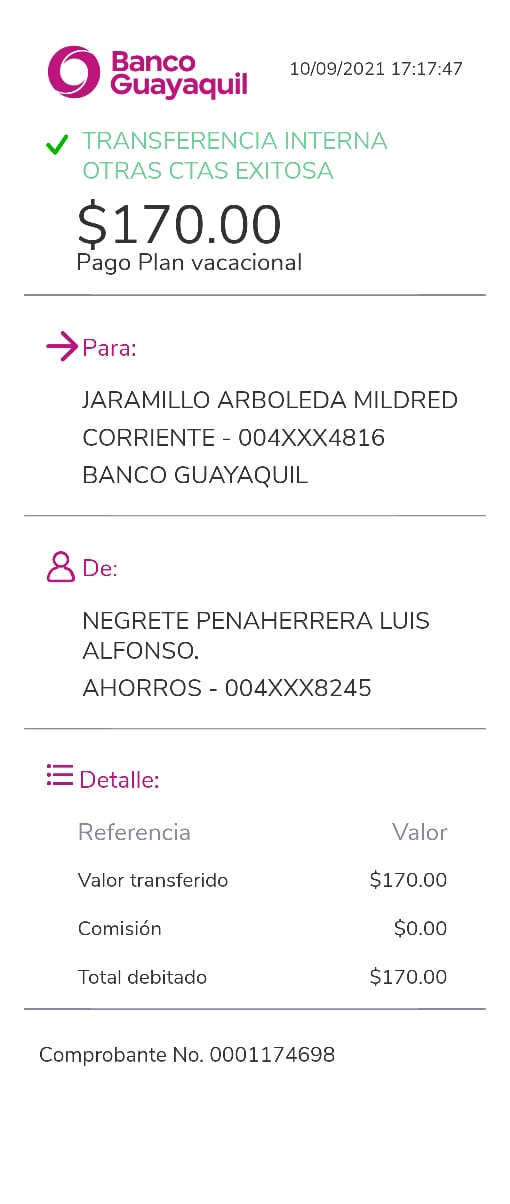 Banco
Guayaquil
10/09/2021 17:17:47
TRANSFERENCIA INTERNA
OTRAS CTAS EXITOSA
$170.00
Pago Plan vacacional
Para:
JARAMILLO ARBOLEDA MILDRED
CORRIENTE - 004XXX4816
BANCO GUAYAQUIL
De:
NEGRETE PENAHERRERA LUIS
ALFONSO.
AHORROS - 004XXX8245
Detalle:
Referencia Valor
Valor transferido $170.00
Comisión $0.00
Total debitado $170.00
Comprobante No. 0001174698